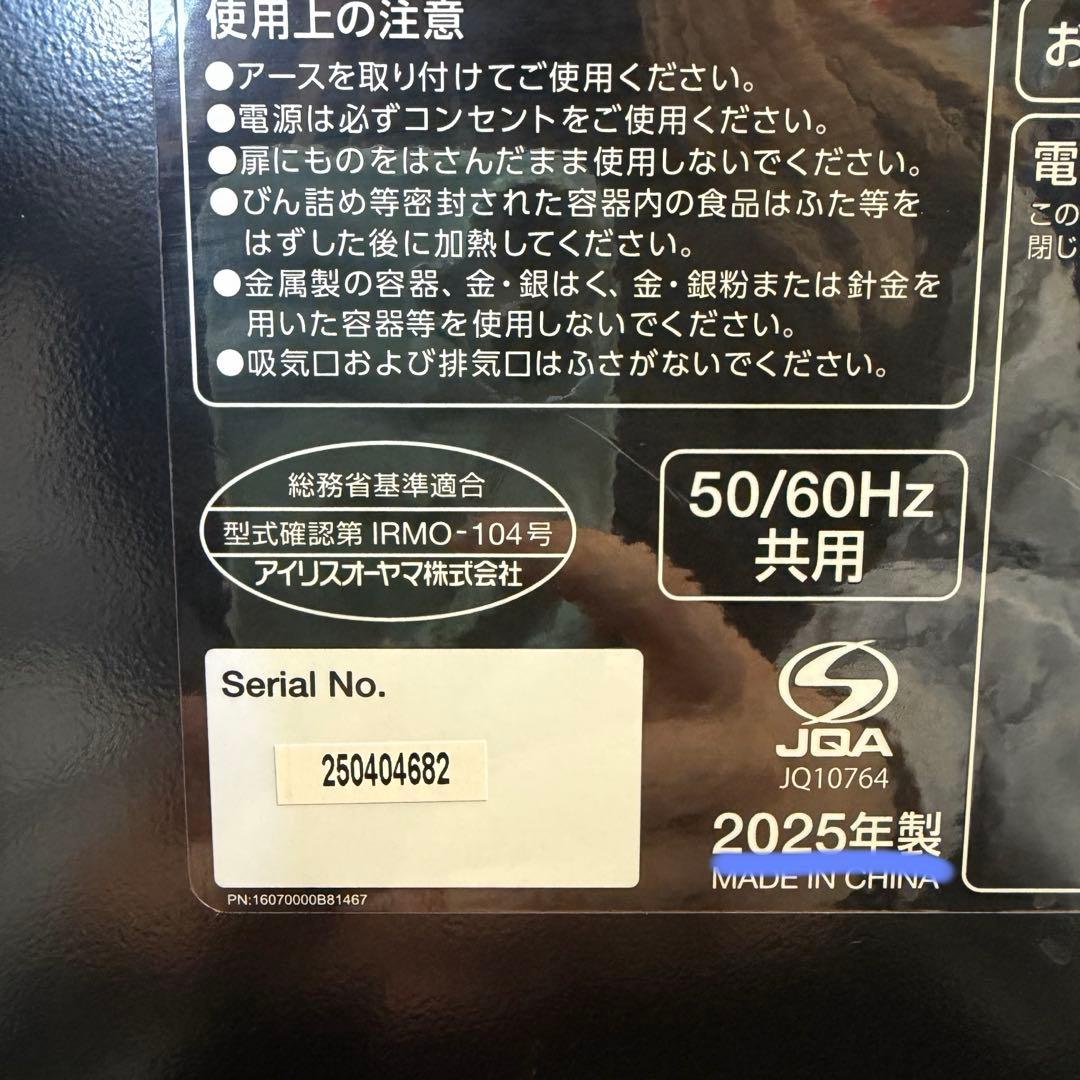 使用上の注意
●アースを取り付けてご使用ください。
●電源は必ずコンセントをご使用ください。
●扉にものをはさんだまま使用しないでください。
●びん詰め等密封された容器内の食品はふた等を
はずした後に加熱してください。
●金属製の容器、金・銀はく、金・銀粉または針金を
用いた容器等を使用しないでください。
●吸気口および排気口はふさがないでください。
総務省基準適合
型式確認第 IRMO-104号
アイリスオーヤマ株式会社
50/60Hz
共用
Serial No.
250404682
PN:16070000B81467
JQA
JQ10764
2025年製
MADE IN CHINA
お
電
この
閉じ